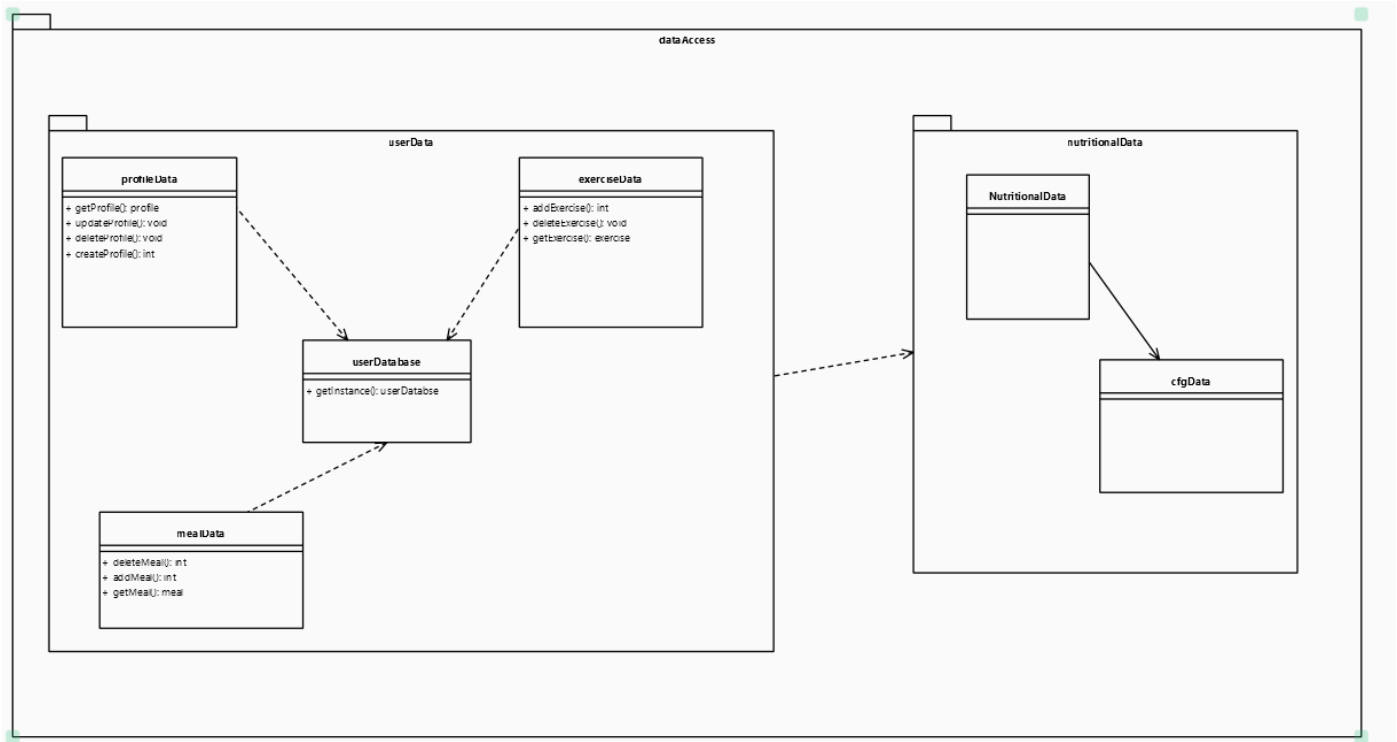 dataAccess
userData
profileData
+ getProfile(): profile
+ updateProfile(): void
+ deleteProfile(): void
+ createProfile(): int
exerciseData
+ addExercise(): int
+ deleteExercise(): void
+ getExercise(): exercise
userDatabase
+ getInstance(): userDatabse
mealData
+ deleteMeal(): int
+ addMeal(): int
+ getMeal(): meal
nutritionalData
NutritionalData
cfgData